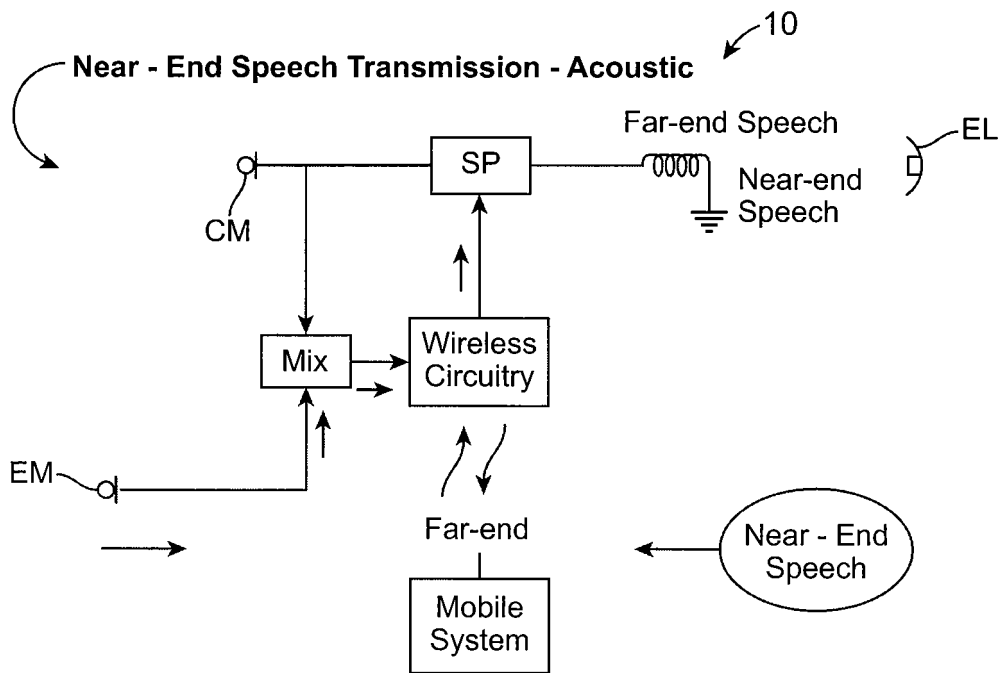 10
Near - End Speech Transmission - Acoustic
Far-end Speech
EL
SP
Near-end
Speech
CM
Mix
Wireless
Circuitry
EM
Far-end
Near - End
Speech
Mobile
System